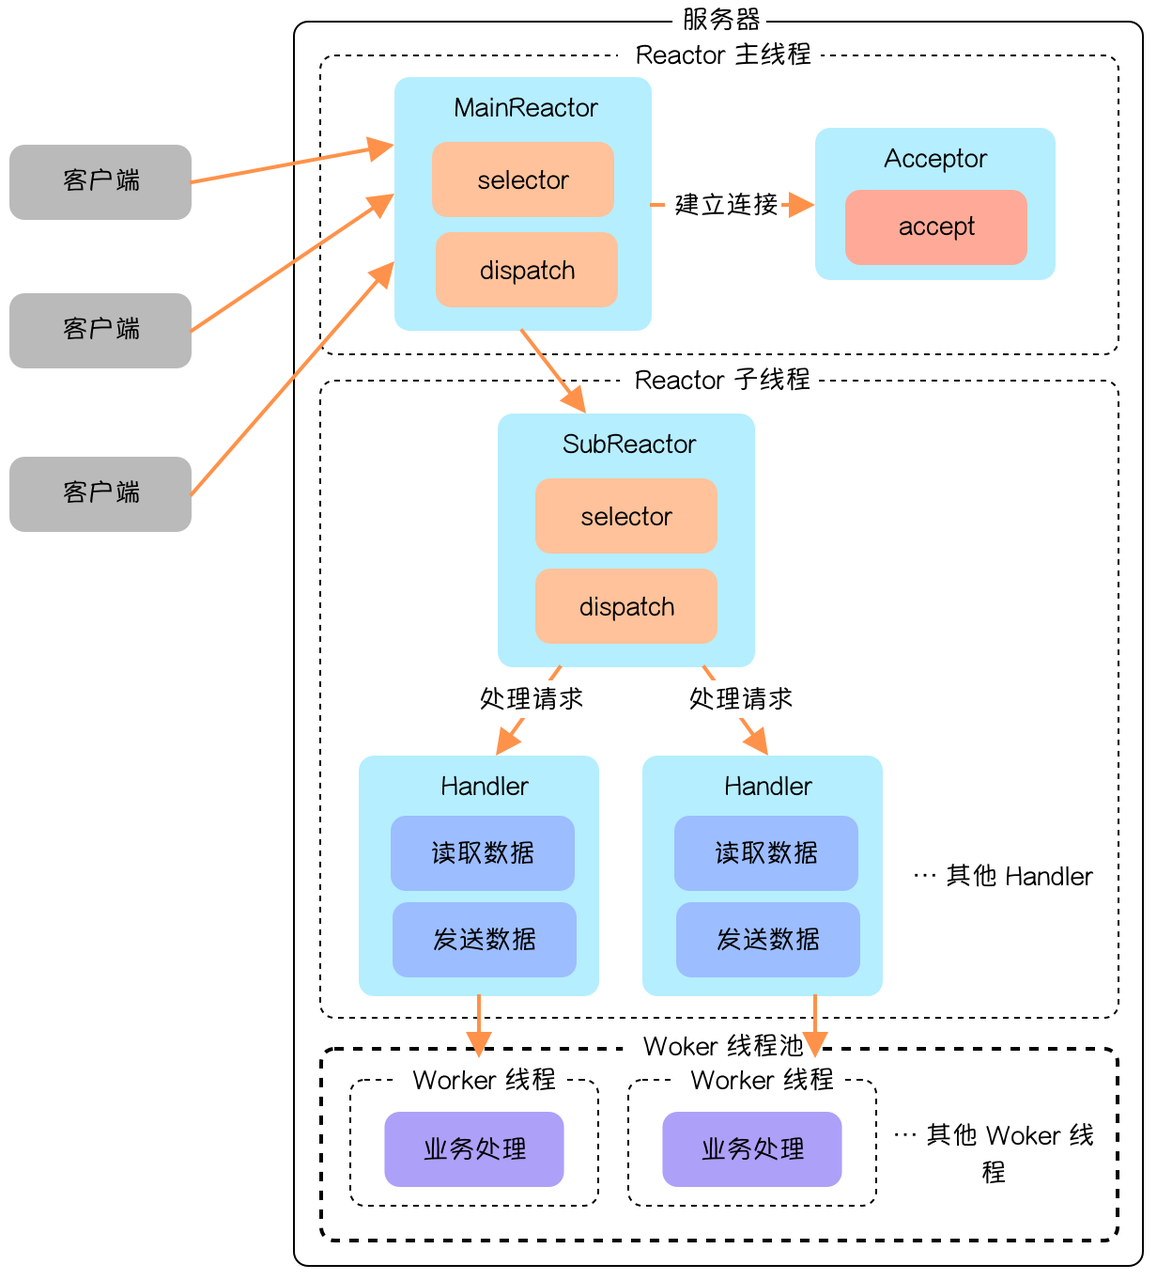 服务器
Reactor 主线程
MainReactor
selector
dispatch
建立连接
Acceptor
accept
客户端
客户端
客户端
Reactor 子线程
SubReactor
selector
dispatch
处理请求
处理请求
Handler
读取数据
发送数据
Handler
读取数据
发送数据
··· 其他 Handler
Woker 线程池
Worker 线程
业务处理
Worker 线程
业务处理
··· 其他 Woker 线
程